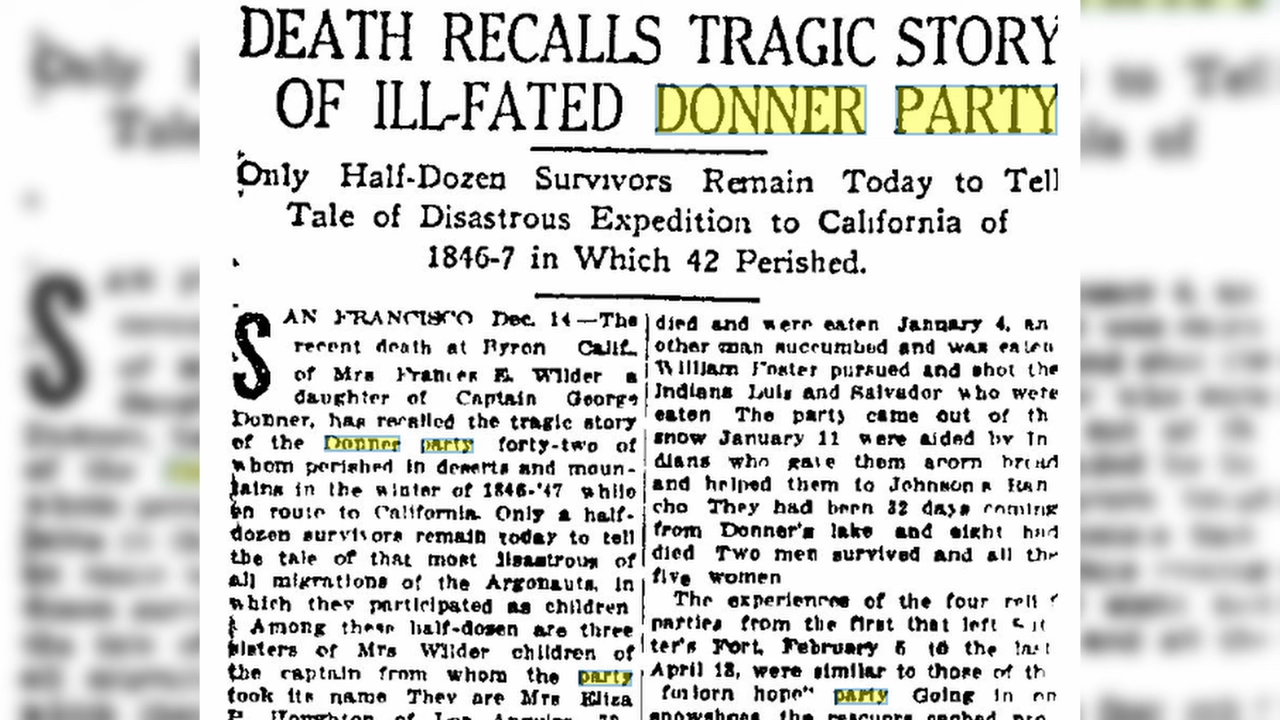 DEATH RECALLS TRAGIC STORY
OF ILL-FATED DONNER PARTY
Only Half-Dozen Survivors Remain Today to Tell
Tale of Disastrous Expedition to California of
1846-7 in Which 42 Perished.
SAN FRANCISCO Dec. 14—The
recent death at Byron Calif.
of Mrs Frances E. Wilder a
daughter of Captain George
Donner, has recalled the tragic story
of the Donner party forty-two of
whom perished in deserts and moun-
tains in the winter of 1846-'47 while
en route to California. Only a half-
dozen survivors remain today to tell
the tale of that most disastrous of
all migrations of the Argonauts, in
which they participated as children
Among these half-dozen are three
sisters of Mrs Wilder children of
the captain from whom the party
took its name They are Mrs Eliza
P. Houghton of Los Angeles
died and were eaten January 4, an
other man succumbed and was eaten
William Foster pursued and shot the
Indians Luis and Salvador who were
eaten The party came out of th
snow January 11 were aided by In
dians who gave them acorn bread
and helped them to Johnson s Ran
cho They had been 32 days coming
from Donner's lake and eight had
died Two men survived and all the
five women
The experiences of the four reli f
parties from the first that left Sut
ter's Fort, February 5 to the last
April 13, were similar to those of th
forlorn hope" party Going in on
snowshoes, the rescuers cached pro